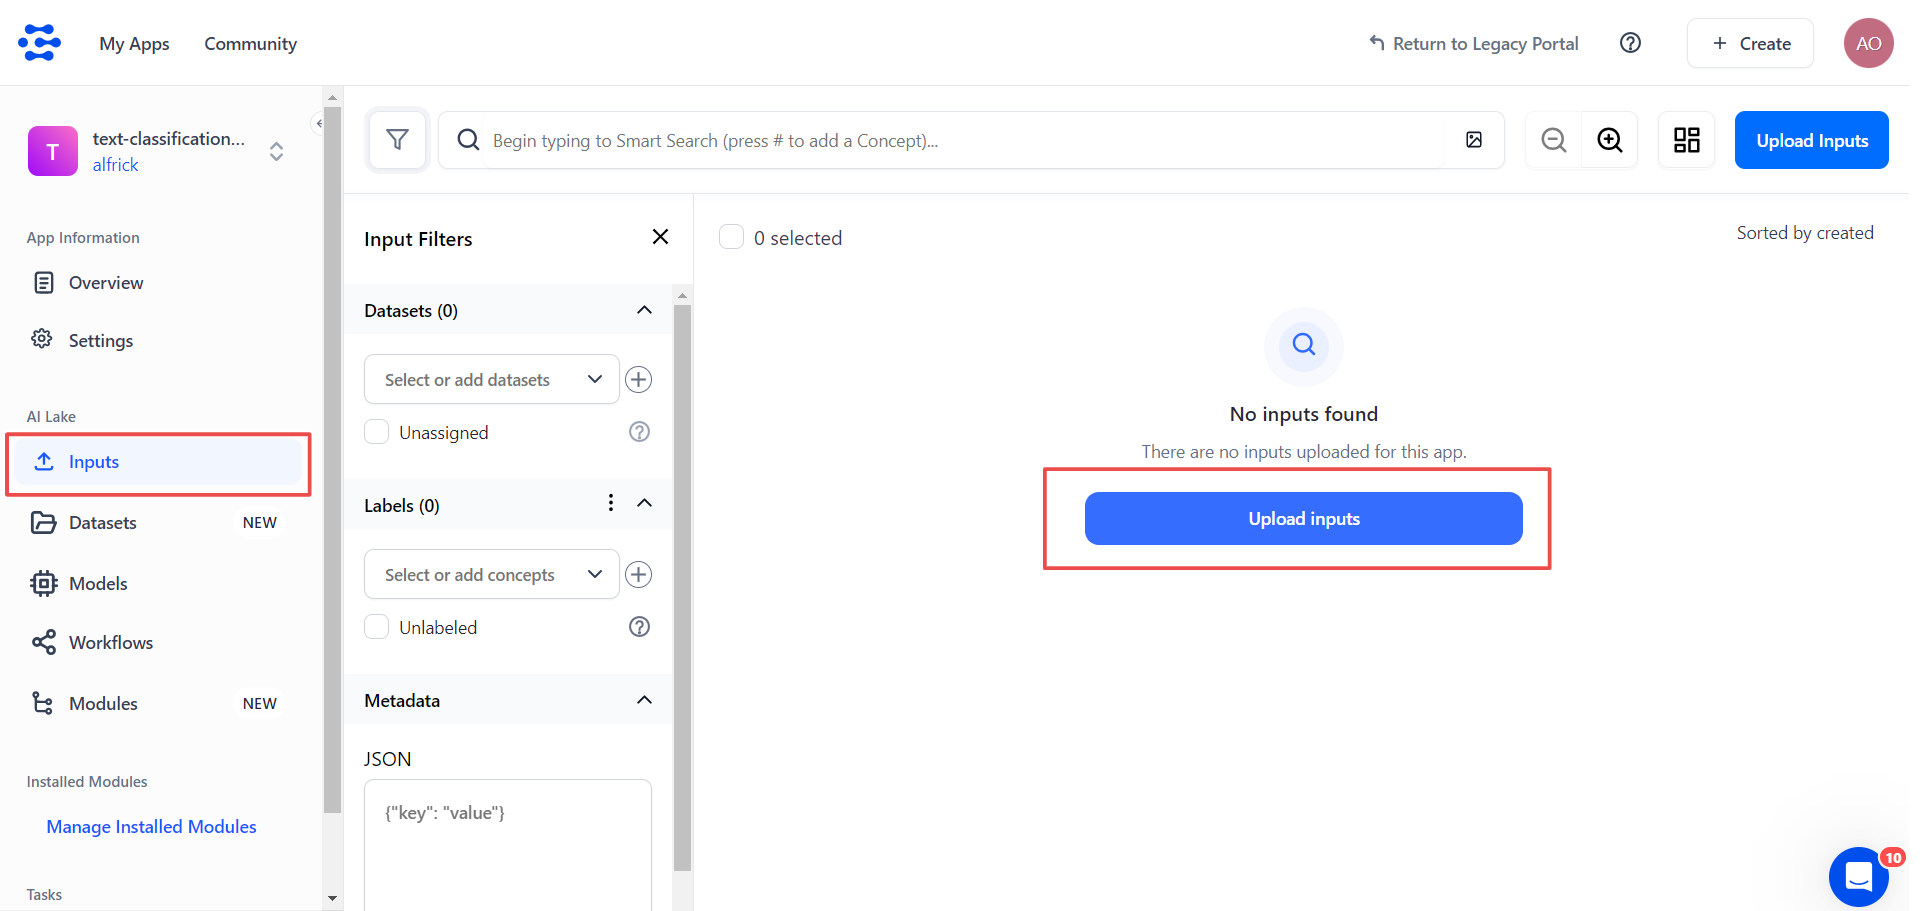 My Apps
Community
Return to Legacy Portal
Create
AO
T
text-classification...
alfrick
App Information
Overview
Settings
AI Lake
Inputs
Datasets NEW
Models
Workflows
Modules NEW
Installed Modules
Manage Installed Modules
Tasks
Begin typing to Smart Search (press # to add a Concept)...
Upload Inputs
Input Filters
Datasets (0)
Select or add datasets
Unassigned
Labels (0)
Select or add concepts
Unlabeled
Metadata
JSON
{"key": "value"}
0 selected
Sorted by created
No inputs found
There are no inputs uploaded for this app.
Upload inputs
10